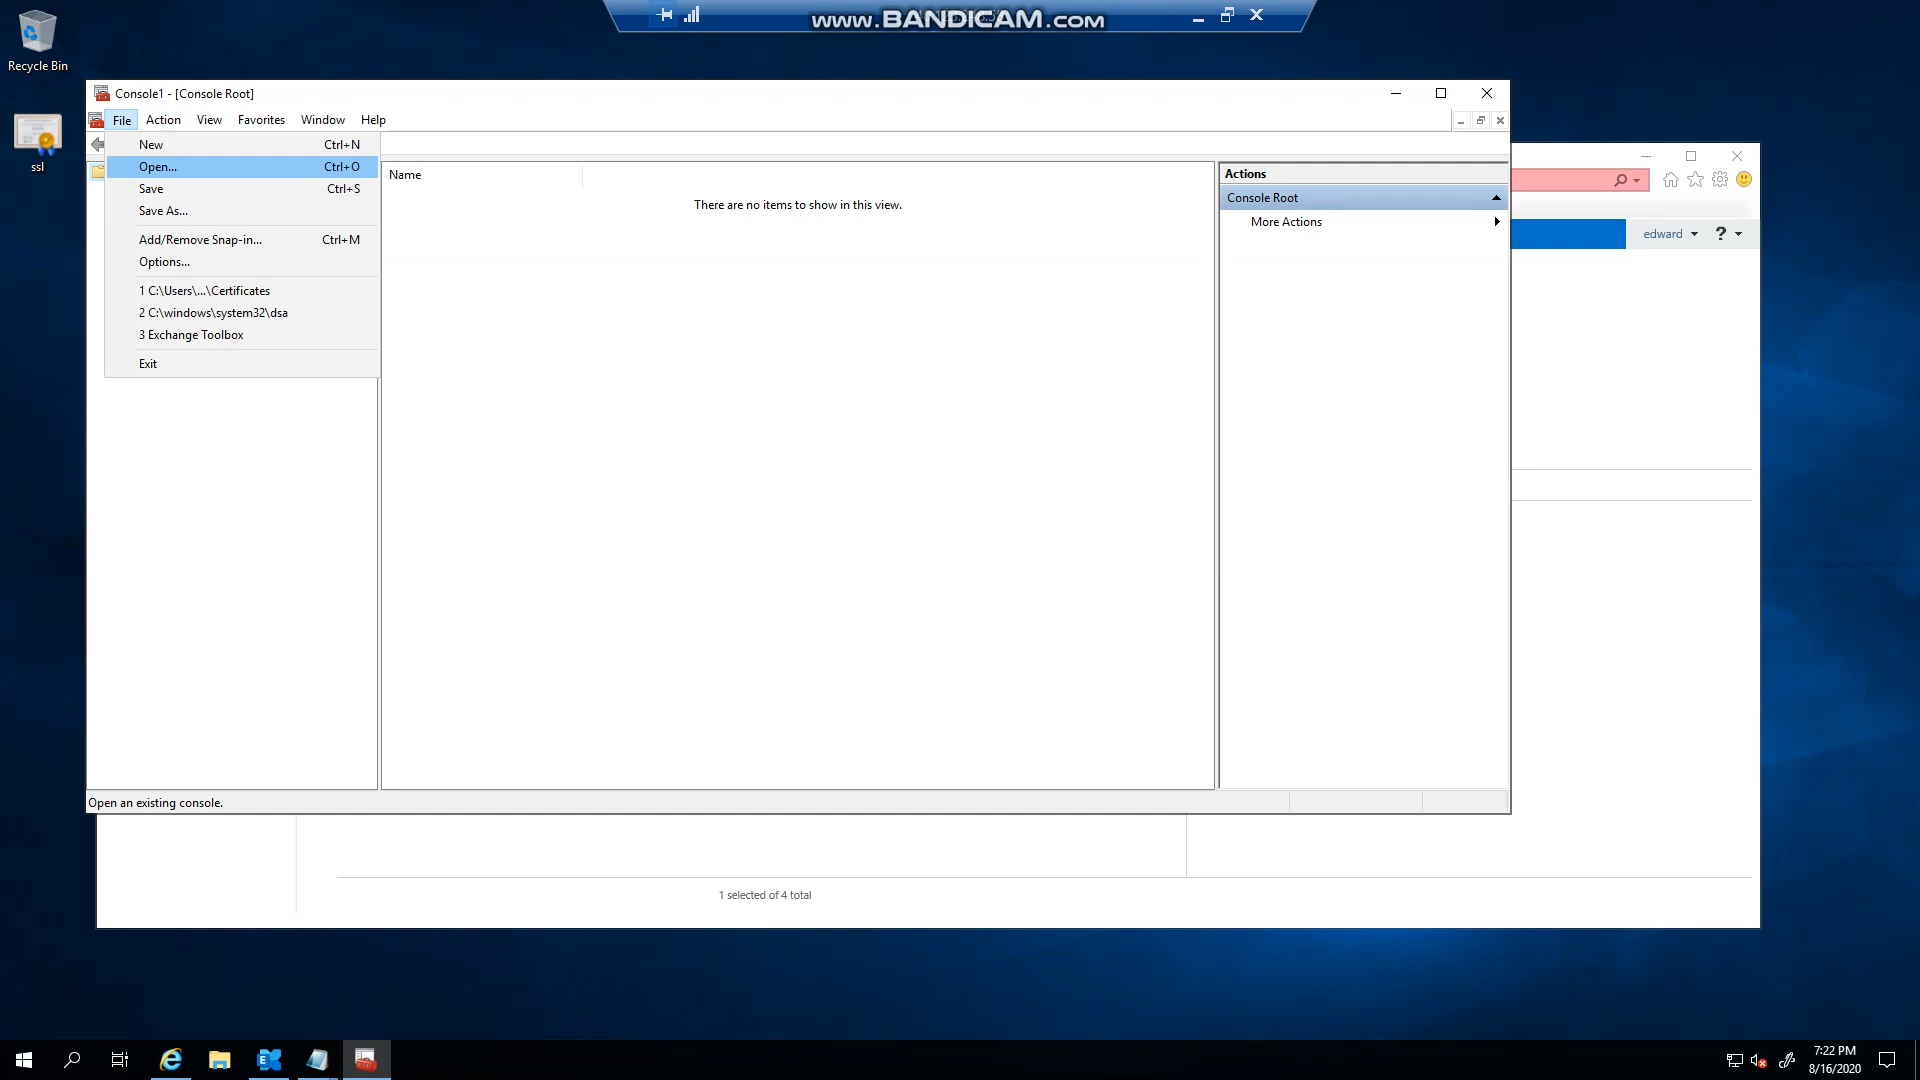 www.BANDICAM.com
Recycle Bin
ssl
Console1 - [Console Root]
File Action View Favorites Window Help
New Ctrl+N
Open... Ctrl+O
Save Ctrl+S
Save As...
Add/Remove Snap-in... Ctrl+M
Options...
1 C:\Users\...\Certificates
2 C:\windows\system32\dsa
3 Exchange Toolbox
Exit
Name
There are no items to show in this view.
Actions
Console Root
More Actions
Open an existing console.
edward ?
1 selected of 4 total
7:22 PM
8/16/2020